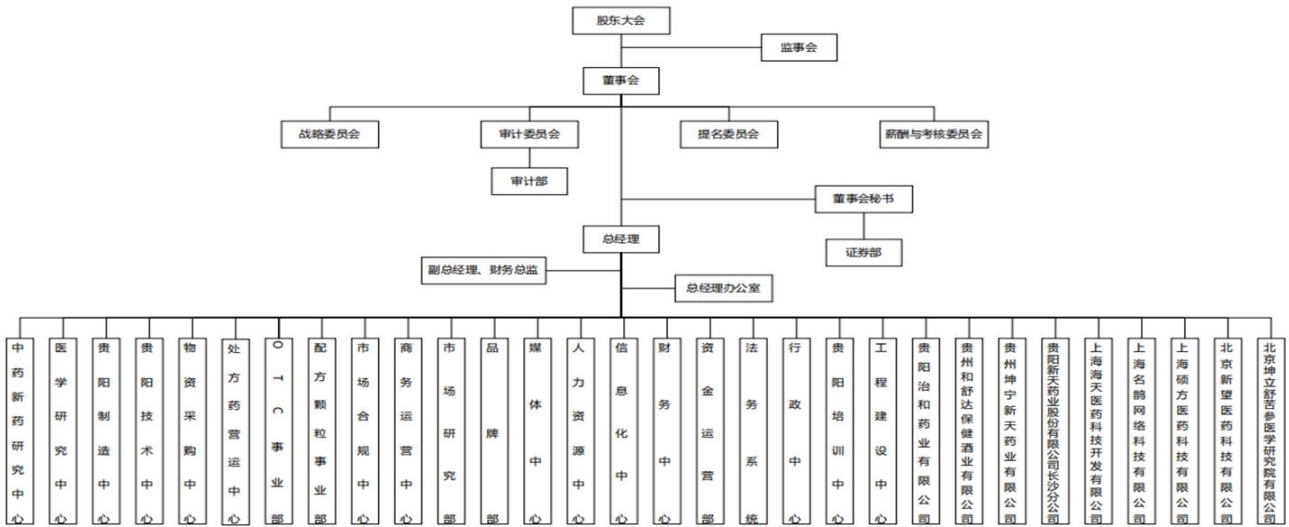 股东大会
监事会
董事会
战略委员会
审计委员会
提名委员会
薪酬与考核委员会
审计部
董事会秘书
总经理
证券部
副总经理、财务总监
总经理办公室
中药新药研究中心
医学研究中心
贵阳制造中心
贵阳技术中心
物资采购中心
处方药营运中心
OTC事业部
配方颗粒事业部
市场合规中心
商务运营中心
市场研究部
品牌部
媒体中心
人力资源中心
信息化中心
财务中心
资金运营部
法务系统
行政中心
贵阳培训中心
工程建设中心
贵阳治和药业有限公司
贵州和舒达保健酒业有限公司
贵州坤宁新天药业有限公司
贵阳新天药业股份有限公司长沙分公司
上海海天医药科技开发有限公司
上海名鹊网络科技有限公司
上海硕方医药科技有限公司
北京新望医药科技有限公司
北京坤立舒苦参医学研究院有限公司